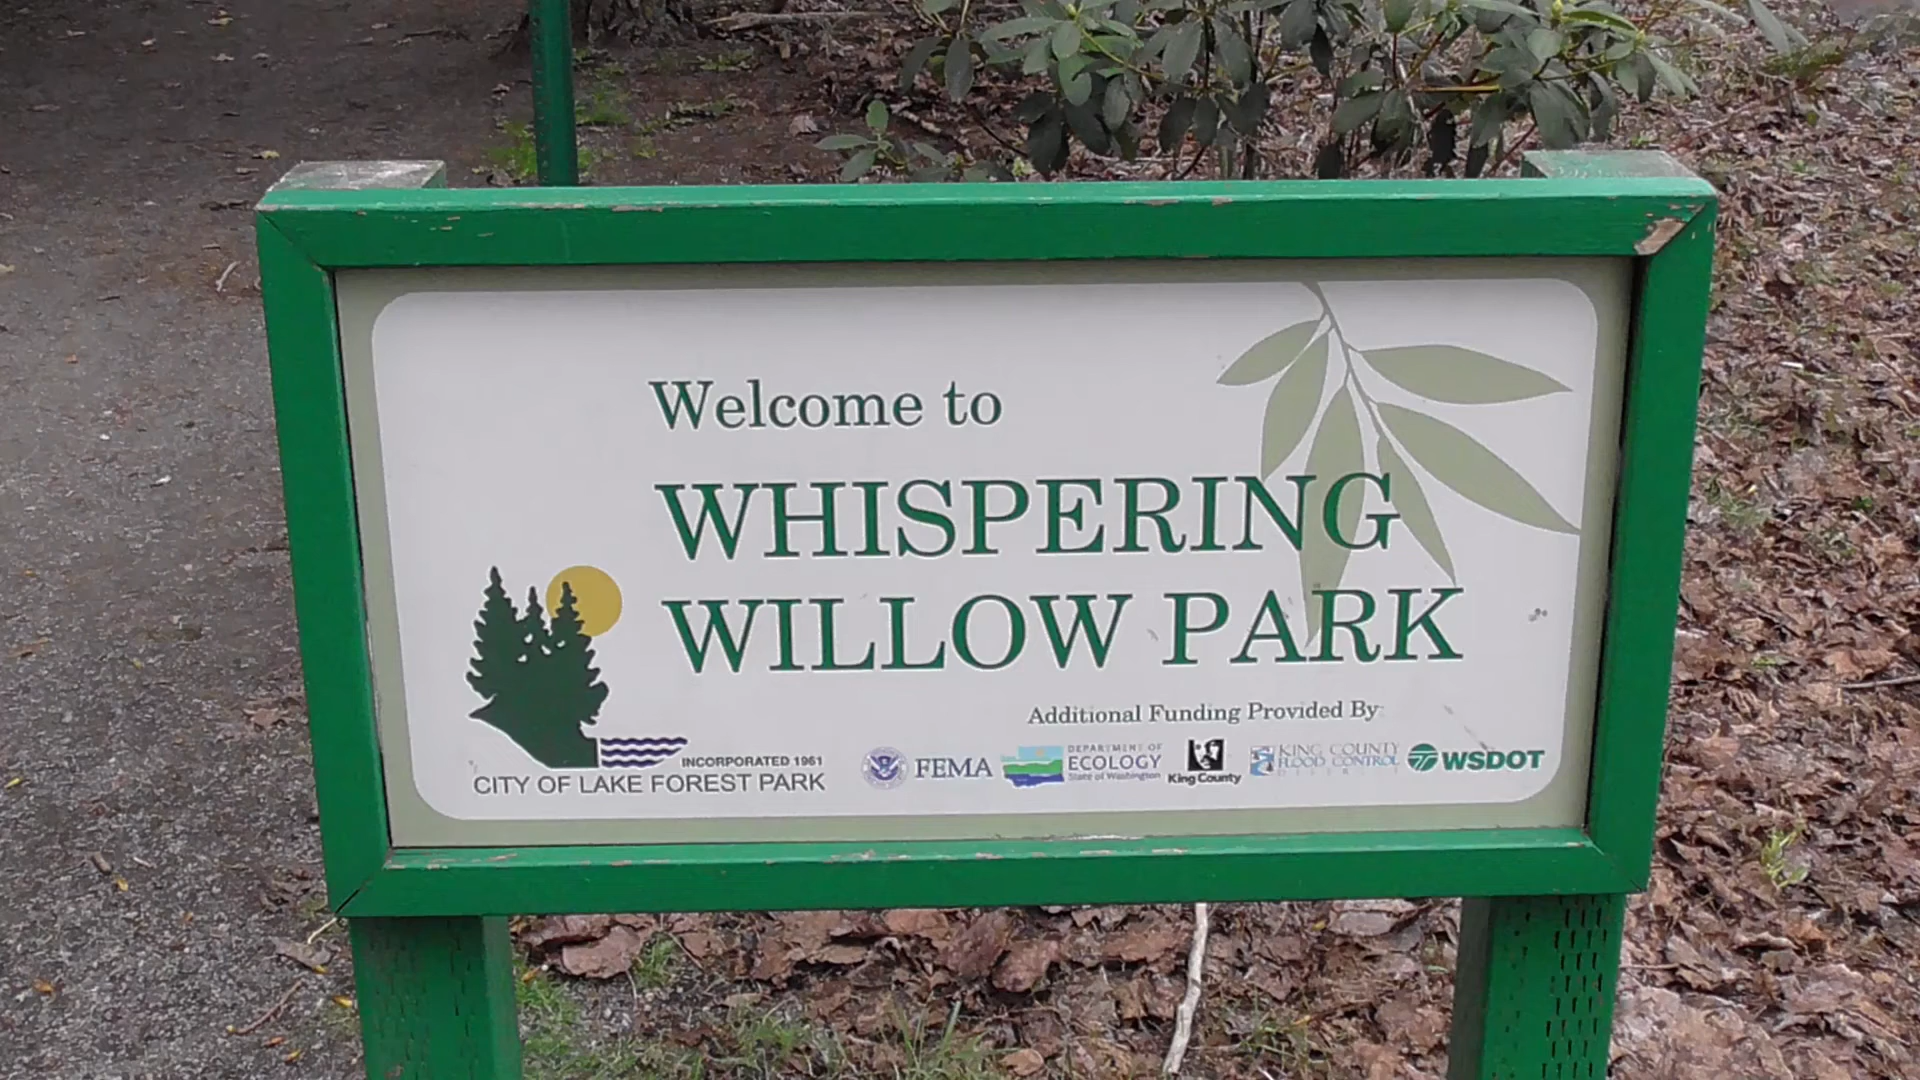 Welcome to
WHISPERING
WILLOW PARK
Additional Funding Provided By:
INCORPORATED 1961
CITY OF LAKE FOREST PARK
FEMA
DEPARTMENT OF
ECOLOGY
State of Washington
King County
KING COUNTY
FLOOD CONTROL
DISTRICT
WSDOT